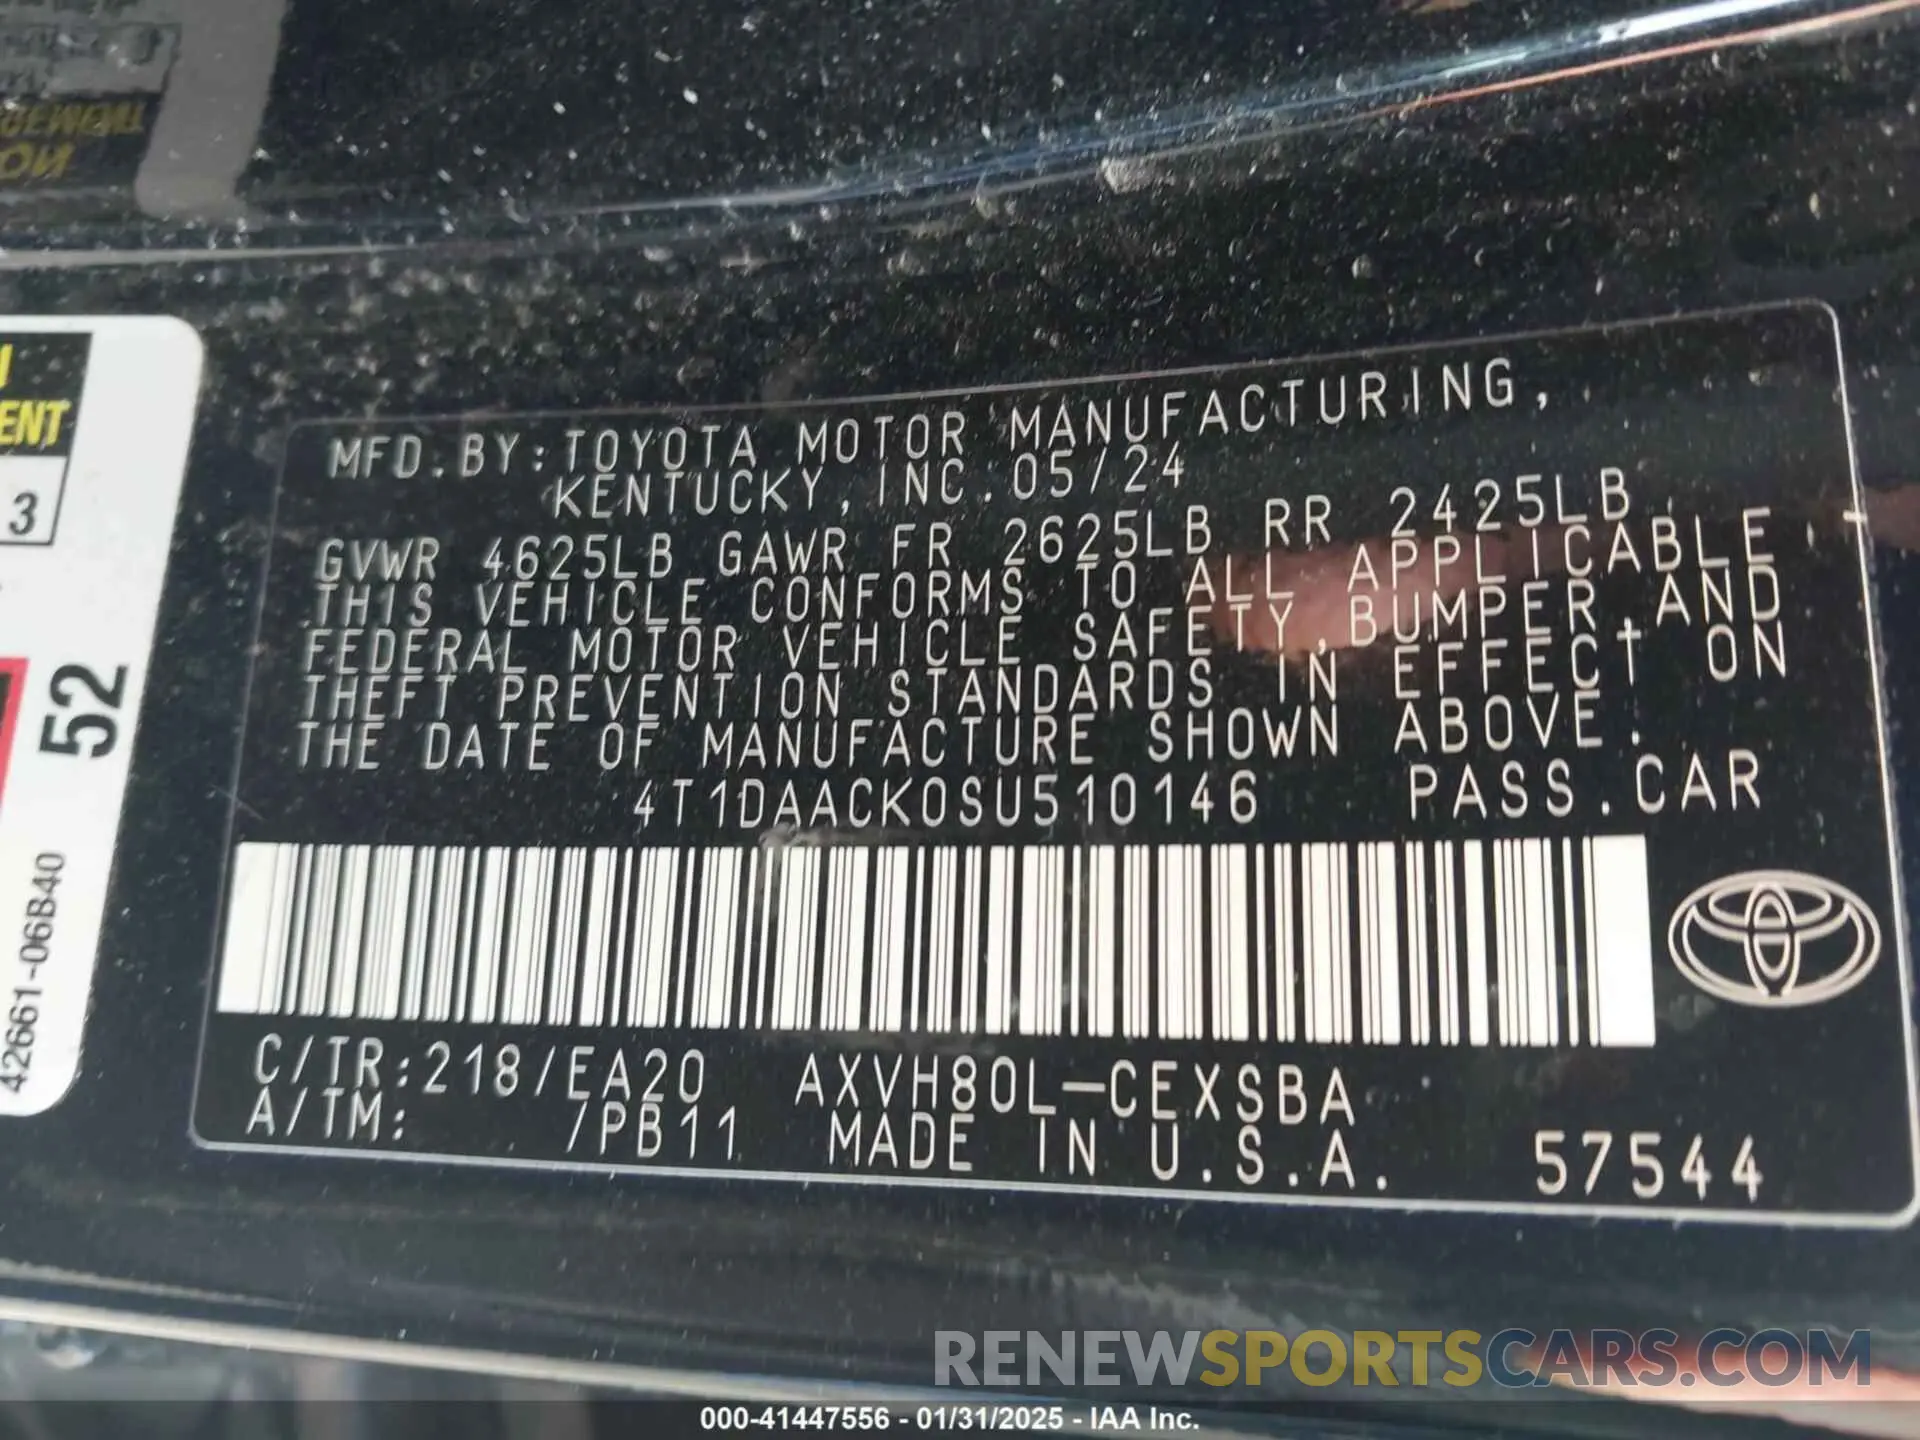 MFD.BY:TOYOTA MOTOR MANUFACTURING,
KENTUCKY,INC.05/24
GVWR 4625LB GAWR FR 2625LB RR 2425LB
THIS VEHICLE CONFORMS TO ALL APPLICABLE
FEDERAL MOTOR VEHICLE SAFETY,BUMPER,AND
THEFT PREVENTION STANDARDS IN EFFECT ON
THE DATE OF MANUFACTURE SHOWN ABOVE.
4T1DAACK0SU510146 PASS.CAR
C/TR:218/EA20 AXVH80L-CEXSBA
A/TM: /PB11 MADE IN U.S.A. 57544
3
52
42661-06B40
RENEWSPORTSCARS.COM
000-41447556 - 01/31/2025 - IAA Inc.